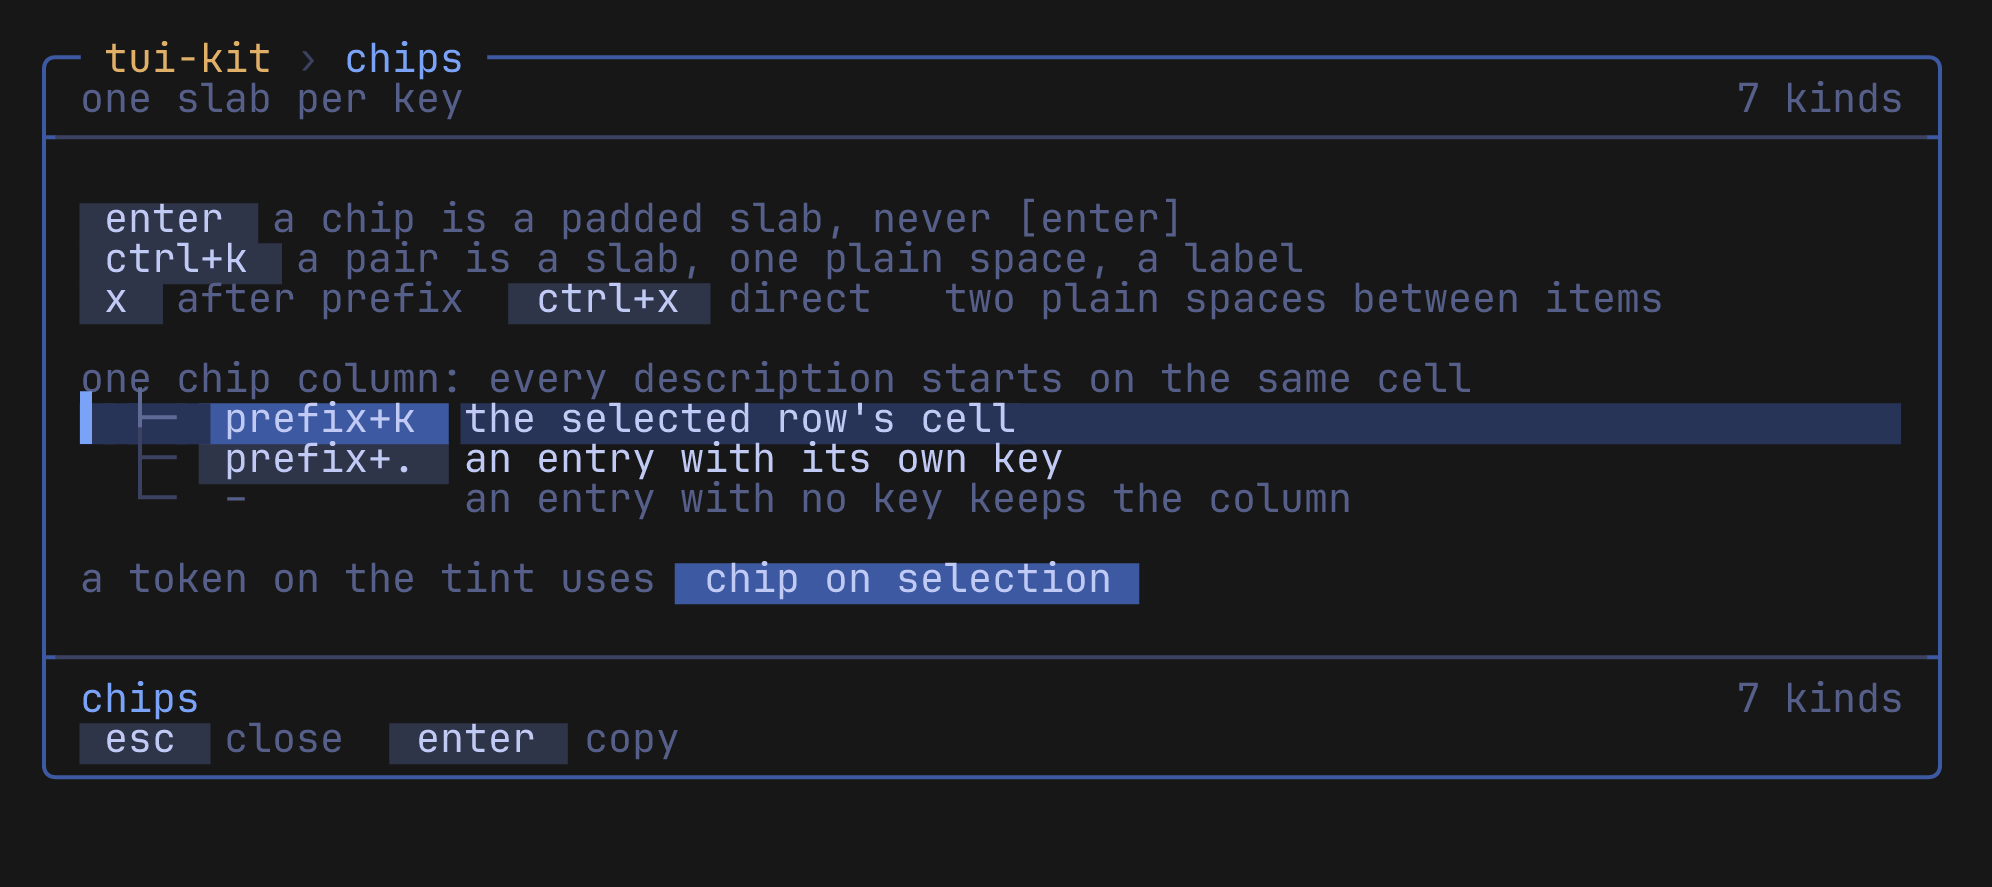 tui-kit › chips
one slab per key 7 kinds
enter a chip is a padded slab, never [enter]
ctrl+k a pair is a slab, one plain space, a label
x after prefix ctrl+x direct two plain spaces between items
one chip column: every description starts on the same cell
prefix+k the selected row's cell
prefix+. an entry with its own key
– an entry with no key keeps the column
a token on the tint uses chip on selection
chips 7 kinds
esc close enter copy